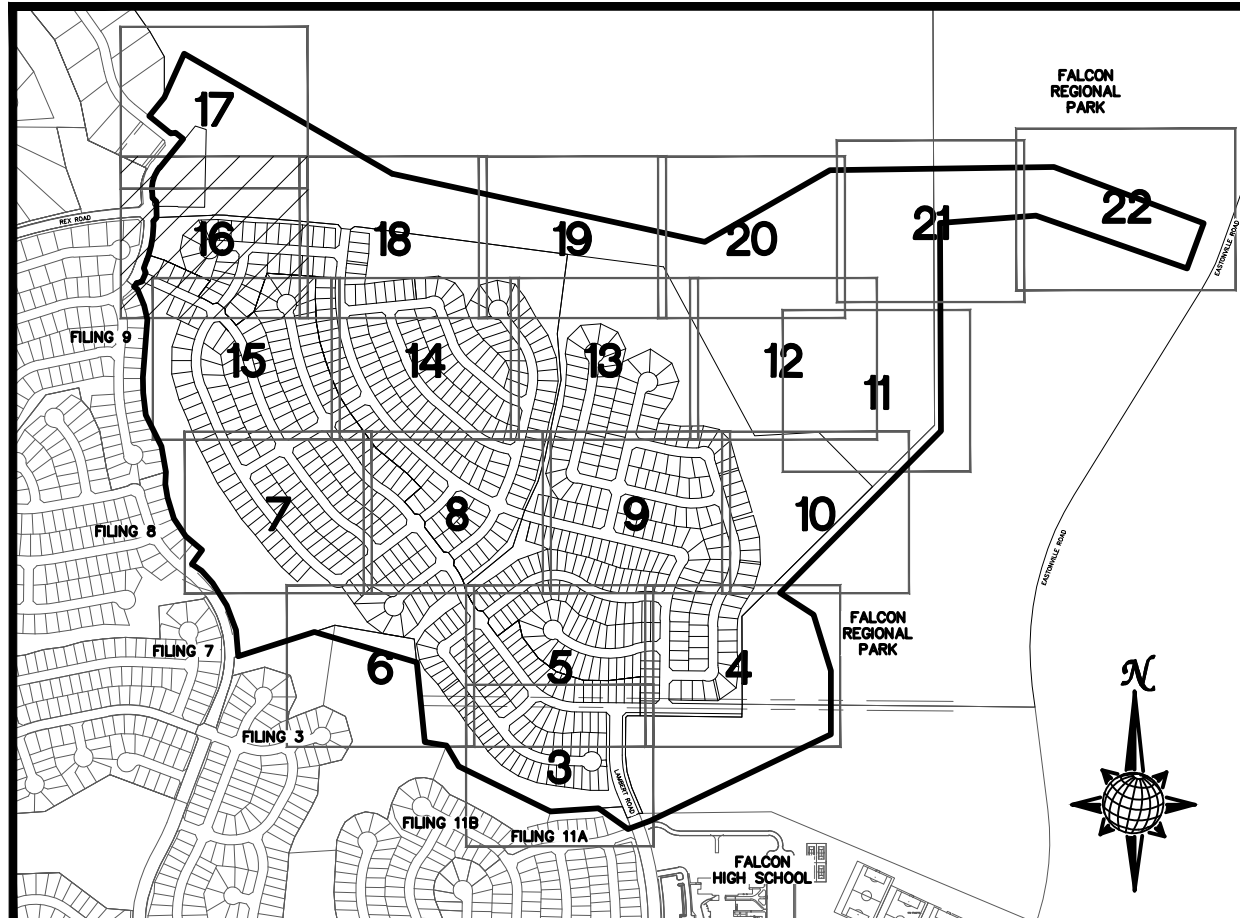 FALCON
REGIONAL
PARK
17
REX ROAD
16
18
19
20
21
22
EASTONVILLE ROAD
FILING 9
15
14
13
12
11
7
8
9
10
FILING 8
EASTONVILLE ROAD
FALCON
REGIONAL
PARK
FILING 7
6
5
4
N
FILING 3
3
LAMBERT ROAD
FILING 11B
FILING 11A
FALCON
HIGH SCHOOL